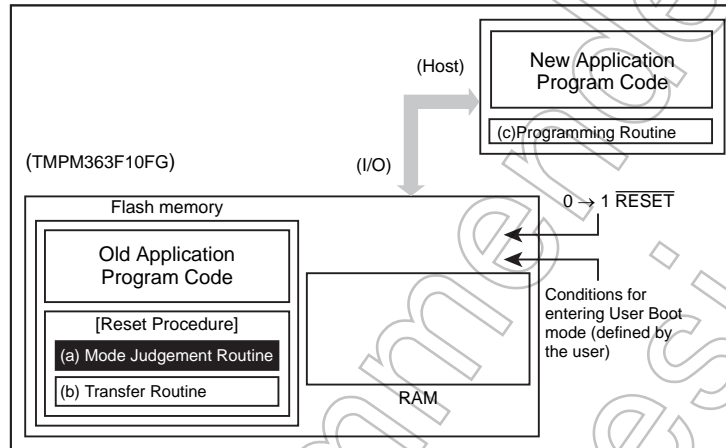 (Host)
New Application
Program Code
(c)Programming Routine
(TMPM363F10FG)
(I/O)
0 → 1 RESET
Flash memory
Old Application
Program Code
[Reset Procedure]
(a) Mode Judgement Routine
(b) Transfer Routine
RAM
Conditions for
entering User Boot
mode (defined by
the user)